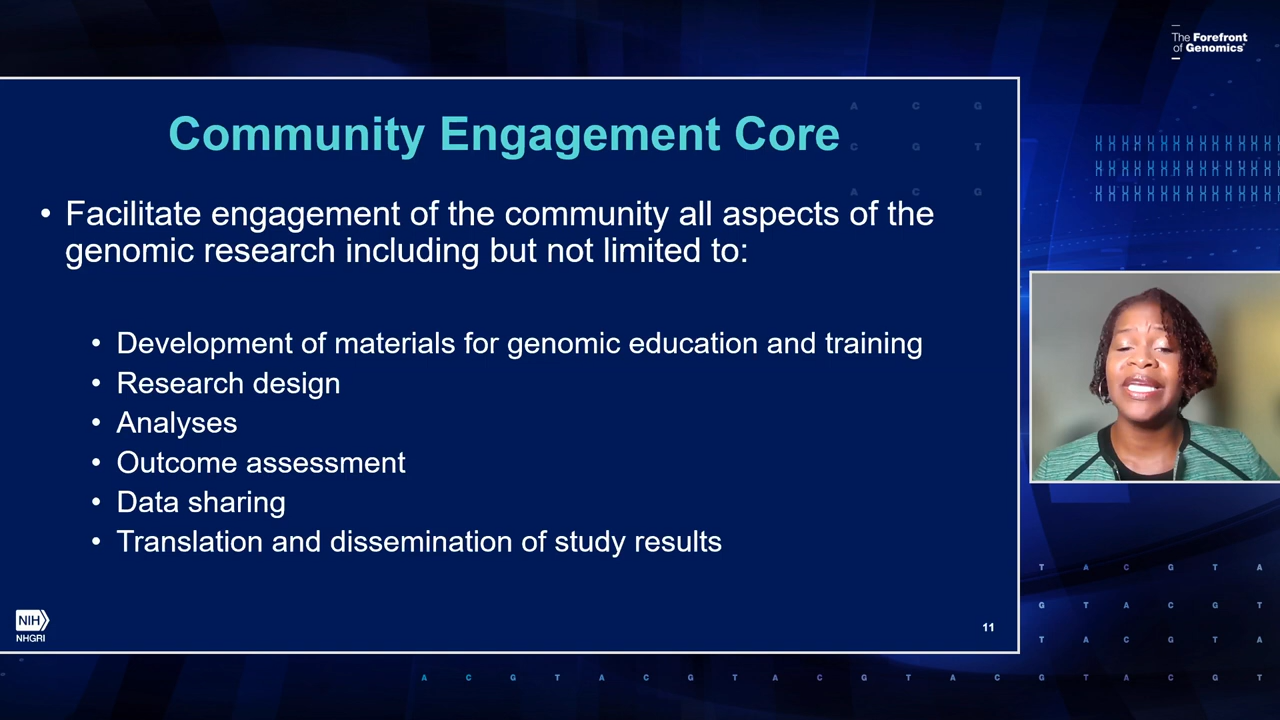 The Forefront
of Genomics®
A C G
Community Engagement Core
C G T
A C G
• Facilitate engagement of the community all aspects of the
genomic research including but not limited to:
• Development of materials for genomic education and training
• Research design
• Analyses
• Outcome assessment
• Data sharing
• Translation and dissemination of study results
T A C G T A
G T A C G T
NIH
NHGRI
11
T A C G T A
A C G T A C G T A C G T A C G T A C G T